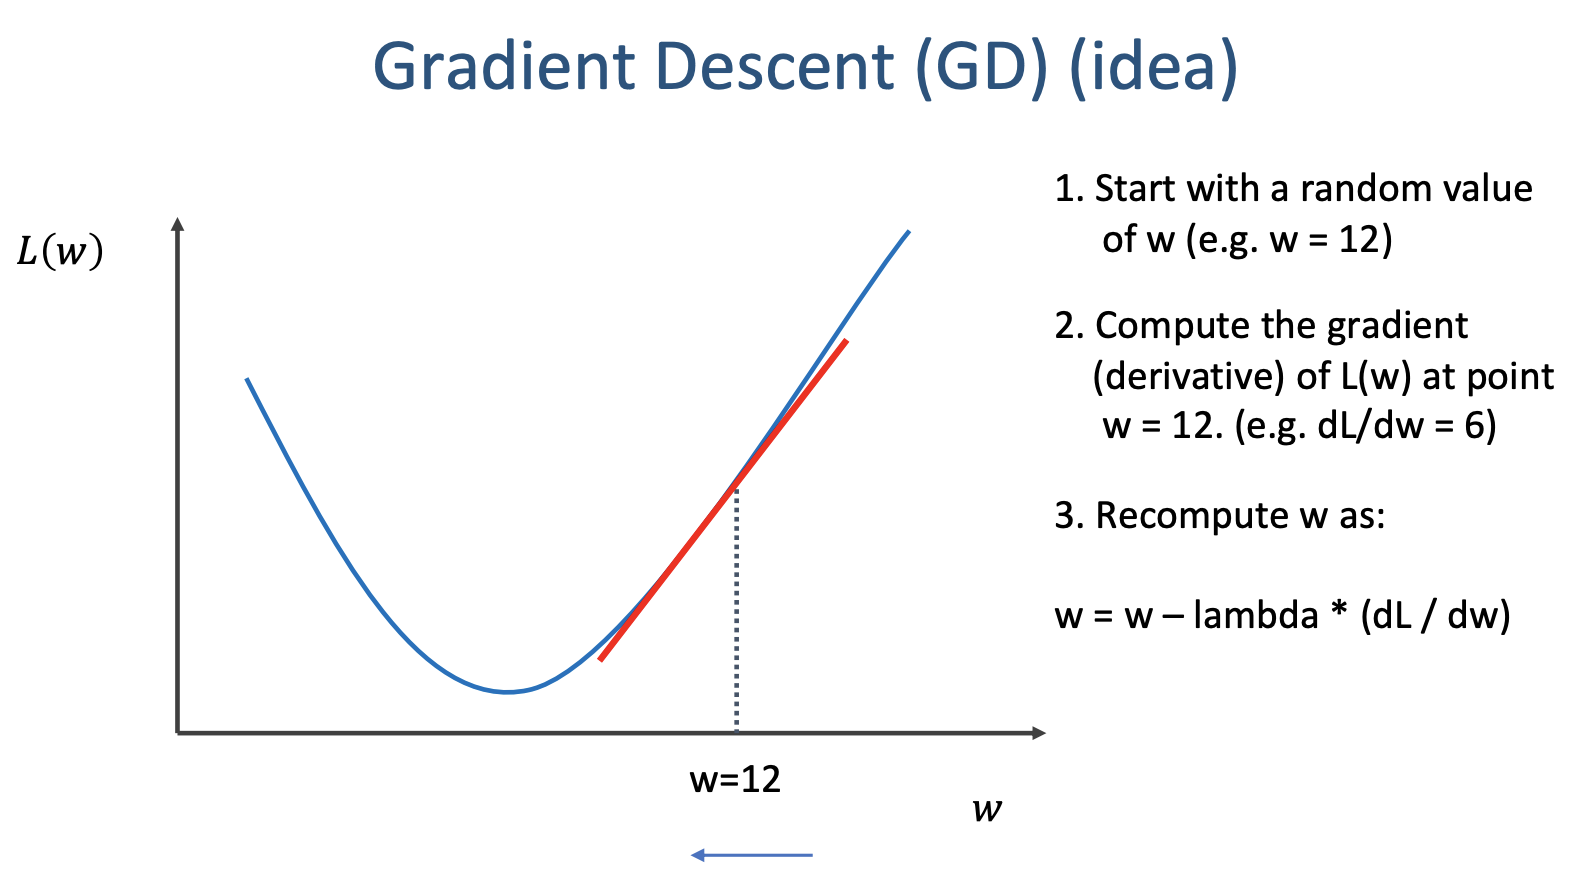 Gradient Descent (GD) (idea)
L(w)
1. Start with a random value
of w (e.g. w = 12)
2. Compute the gradient
(derivative) of L(w) at point
w = 12. (e.g. dL/dw = 6)
3. Recompute w as:
w = w – lambda * (dL / dw)
w=12
w